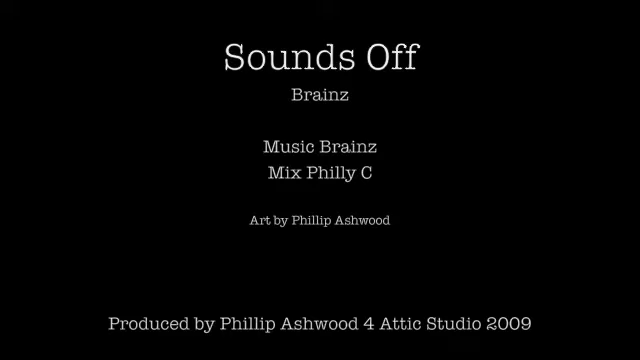 Sounds Off
Brainz
Music Brainz
Mix Philly C
Art by Phillip Ashwood
Produced by Phillip Ashwood 4 Attic Studio 2009